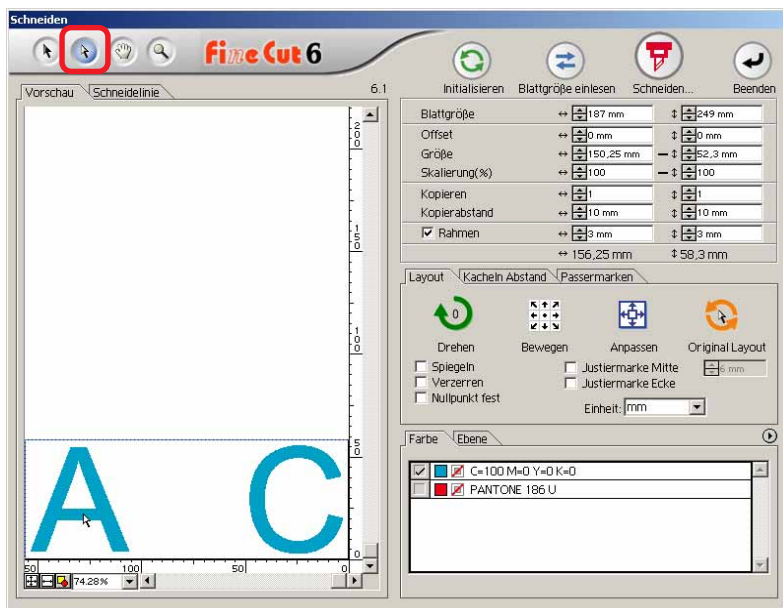 Schneiden
Fine Cut 6
Initialisieren Blattgröße einlesen Schneiden... Beenden
Vorschau Schneidelinie 6.1
Blattgröße 187 mm 249 mm
Offset 0 mm 0 mm
Größe 150,25 mm 52,3 mm
Skalierung(%) 100 100
Kopieren 1 1
Kopierabstand 10 mm 10 mm
Rahmen 3 mm 3 mm
156,25 mm 58,3 mm
Layout Kacheln Abstand Passermarken
0
Drehen Bewegen Anpassen Original Layout
Spiegeln Justiermarke Mitte 6 mm
Verzerren Justiermarke Ecke
Nullpunkt fest
Einheit: mm
Farbe Ebene
C=100 M=0 Y=0 K=0
PANTONE 186 U
200
150
100
50
0
A C
50 100 50 0
74.28%